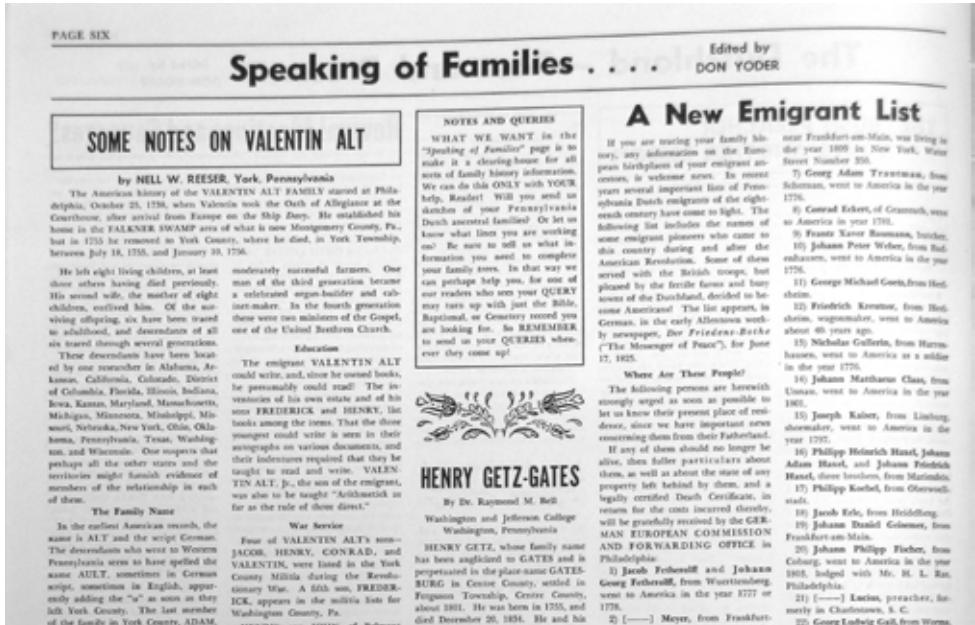 PAGE SIX
Speaking of Families . . . .
Edited by
DON YODER
SOME NOTES ON VALENTIN ALT
by NELL W. REESER, York, Pennsylvania
The American history of the VALENTIN ALT FAMILY started at Phila-
delphia, October 25, 1738, when Valentin took the Oath of Allegiance at the
Courthouse, after arrival from Europe on the Ship Davy. He established his
home in the FALKNER SWAMP area of what is now Montgomery County, Pa.,
but in 1753 he removed to York County, where he died, in York Township,
between July 18, 1755, and January 10, 1756.
He left eight living children, at least
three others having died previously.
His second wife, the mother of eight
children, outlived him. Of the sur-
viving offspring, six have been traced
to adulthood, and descendants of all
six traced through several generations.
These descendants have been locat-
ed by one researcher in Alabama, Ar-
kansas, California, Colorado, District
of Columbia, Florida, Illinois, Indiana,
Iowa, Kansas, Maryland, Massachusetts,
Michigan, Minnesota, Mississippi, Mis-
souri, Nebraska, New York, Ohio, Okla-
homa, Pennsylvania, Texas, Washing-
ton, and Wisconsin. One suspects that
perhaps all the other states and the
territories might furnish evidence of
members of the relationship in each
of them.
The Family Name
In the earliest American records, the
name is ALT and the script German.
The descendants who went to Western
Pennsylvania seem to have spelled the
name AULT, sometimes in German
script, sometimes in English, appar-
ently adding the "u" as soon as they
left York County. The last member
of the family in York County, ADAM,
moderately successful farmers. One
man of the third generation became
a celebrated organ-builder and cab-
inet-maker. In the fourth generation
there were two ministers of the Gospel,
one of the United Brethren Church.
Education
The emigrant VALENTIN ALT
could write, and, since he owned books,
he presumably could read! The in-
ventories of his own estate and of his
sons FREDERICK and HENRY, list
books among the items. That the three
youngest could write is seen in their
autographs on various documents, and
their indentures required that they be
taught to read and write. VALEN-
TIN ALT, Jr., the son of the emigrant,
was also to be taught "Arithmetick as
far as the rule of three direct."
War Service
Four of VALENTIN ALT's sons—
JACOB, HENRY, CONRAD, and
VALENTIN, were listed in the York
County Militia during the Revolu-
tionary War. A fifth son, FREDER-
ICK, appears in the militia lists for
Washington County, Pa.
NOTES AND QUERIES
WHAT WE WANT in the
"Speaking of Families" page is to
make it a clearing-house for all
sorts of family history information.
We can do this ONLY with YOUR
help, Reader! Will you send us
sketches of your Pennsylvania
Dutch ancestral families? Or let us
know what lines you are working
on? Be sure to tell us what in-
formation you need to complete
your family trees. In that way we
can perhaps help you, for one of
our readers who sees your QUERY
may turn up with just the Bible,
Baptismal, or Cemetery record you
are looking for. So REMEMBER
to send us your QUERIES when-
ever they come up!
HENRY GETZ-GATES
By Dr. Raymond M. Bell
Washington and Jefferson College
Washington, Pennsylvania
HENRY GETZ, whose family name
has been anglicized to GATES and is
perpetuated in the place-name GATES-
BURG in Centre County, settled in
Ferguson Township, Centre County,
about 1801. He was born in 1755, and
died December 20, 1834. He and his
A New Emigrant List
If you are tracing your family his-
tory, any information on the Euro-
pean birthplaces of your emigrant an-
cestors, is welcome news. In recent
years several important lists of Penn-
sylvania Dutch emigrants of the eight-
eenth century have come to light. The
following list includes the names of
some emigrant pioneers who came to
this country during and after the
American Revolution. Some of them
served with the British troops, but
pleased by the fertile farms and busy
towns of the Dutchland, decided to be-
come Americans! The list appears, in
German, in the early Allentown week-
ly newspaper, Der Friedens-Bothe
("The Messenger of Peace"), for June
17, 1825.
Where Are These People?
The following persons are herewith
strongly urged as soon as possible to
let us know their present place of resi-
dence, since we have important news
concerning them from their Fatherland.
If any of them should no longer be
alive, then fuller particulars about
them, as well as about the state of any
property left behind by them, and a
legally certified Death Certificate, in
return for the costs incurred thereby,
will be gratefully received by the GER-
MAN EUROPEAN COMMISSION
AND FORWARDING OFFICE in
Philadelphia:
1) Jacob Fetherolff and Johann
Georg Fetherolff, from Wuerttemberg,
went to America in the year 1777 or
1778.
2) [——] Meyer, from Frankfurt-
near Frankfurt-am-Main, was living in
the year 1809 in New York, Water
Street Number 350.
7) Georg Adam Trautman, from
went to America in the year
1776.
8) Conrad Eckert, of went
to America in year 1791.
9) Frantz Xaver Baumann, butcher.
10) Johann Peter Weber, from
went to America in the year
1776.
11) George Michael Goetz, from
12) Friedrich Kreutzer, from
wagonmaker, went to America
about 40 years ago.
13) Nicholas Gullerin, from
went to America as a soldier
in the year 1776.
14) Johann Matthaeus Claus, from
went to America in the year
1801.
15) Joseph Kaiser, from Limburg,
shoemaker, went to America in the
year 1797.
16) Philipp Heinrich Hasel, Johann
Adam Hasel, and Johann Friedrich
Hasel, three brothers, from
17) Philipp Koebel, from
18) Jacob Erle, from Heidelberg.
19) Johann Daniel from
Frankfurt-am-Main.
20) Johann Philipp Fischer, from
Coburg, went to America in the year
1803, lodged with Mr. H. L.
Philadelphia.
21) [——] Lucius, preacher, for-
merly in Charlestown, S. C.
22) Georg Ludwig Gail, from Worms,